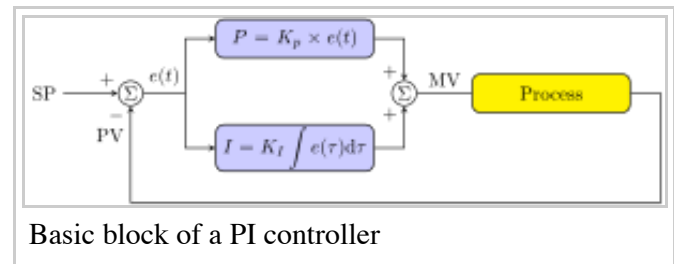 P = K_p × e(t)
SP + Σ e(t) + Σ MV Process
− +
PV
I = K_I ∫ e(τ)dτ
Basic block of a PI controller